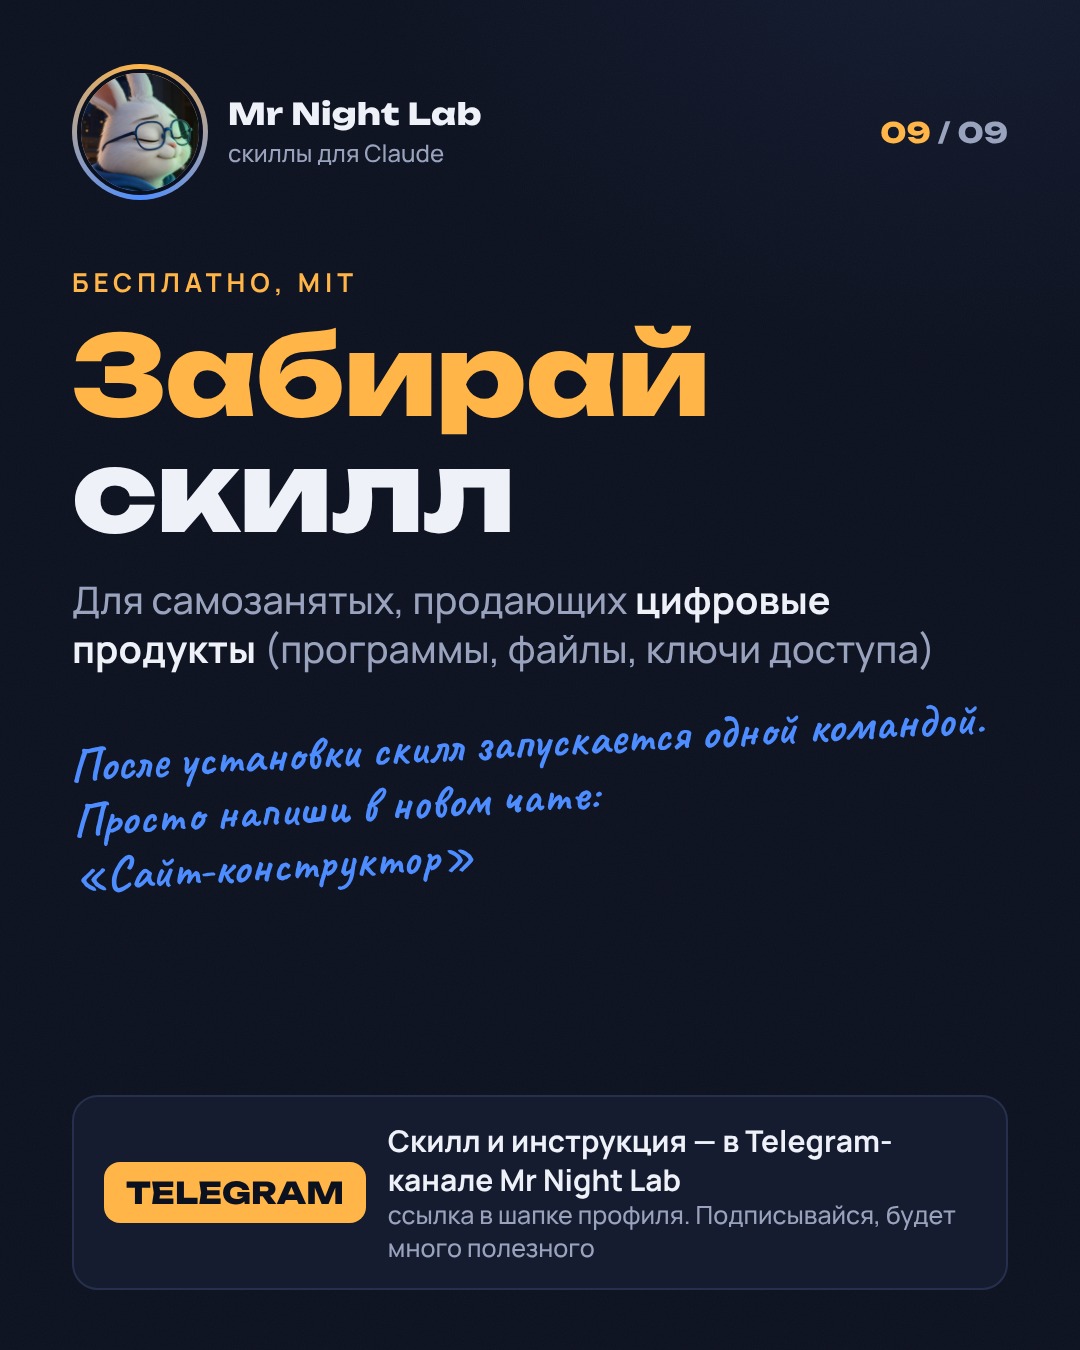 Mr Night Lab
скиллы для Claude
09 / 09
БЕСПЛАТНО, MIT
Забирай
скилл
Для самозанятых, продающих цифровые
продукты (программы, файлы, ключи доступа)
После установки скилл запускается одной командой.
Просто напиши в новом чате:
«Сайт-конструктор»
TELEGRAM
Скилл и инструкция — в Telegram-
канале Mr Night Lab
ссылка в шапке профиля. Подписывайся, будет
много полезного